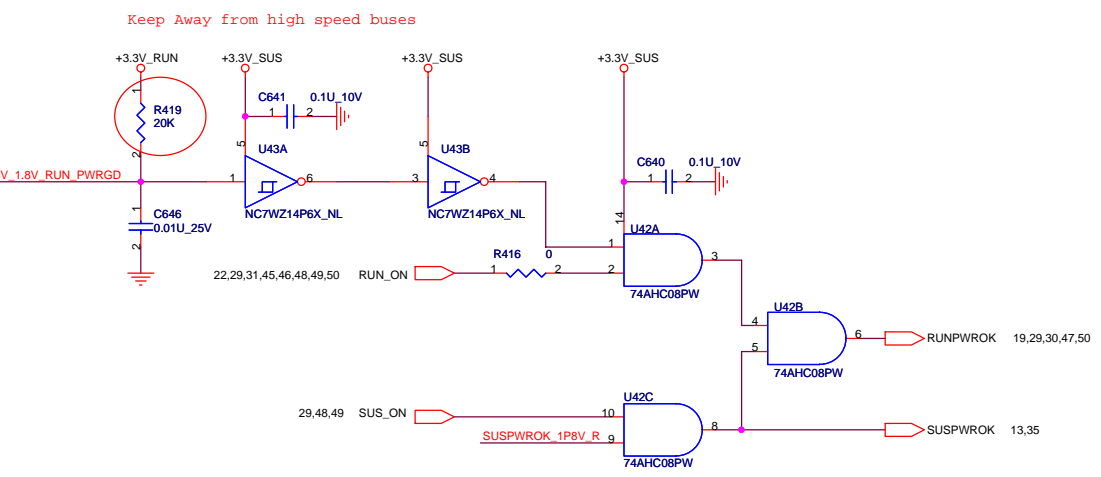 Keep Away from high speed buses
+3.3V_RUN
+3.3V_SUS
+3.3V_SUS
+3.3V_SUS
1
R419
20K
2
C641
0.1U_10V
1
2
5
U43A
1
6
NC7WZ14P6X_NL
5
U43B
3
4
NC7WZ14P6X_NL
C640
0.1U_10V
1
2
V_1.8V_RUN_PWRGD
1
C646
0.01U_25V
2
14
U42A
1
2
3
74AHC08PW
R416
0
1
2
22,29,31,45,46,48,49,50
RUN_ON
U42B
4
5
6
74AHC08PW
RUNPWROK
19,29,30,47,50
29,48,49
SUS_ON
SUSPWROK_1P8V_R
U42C
10
9
8
74AHC08PW
SUSPWROK
13,35